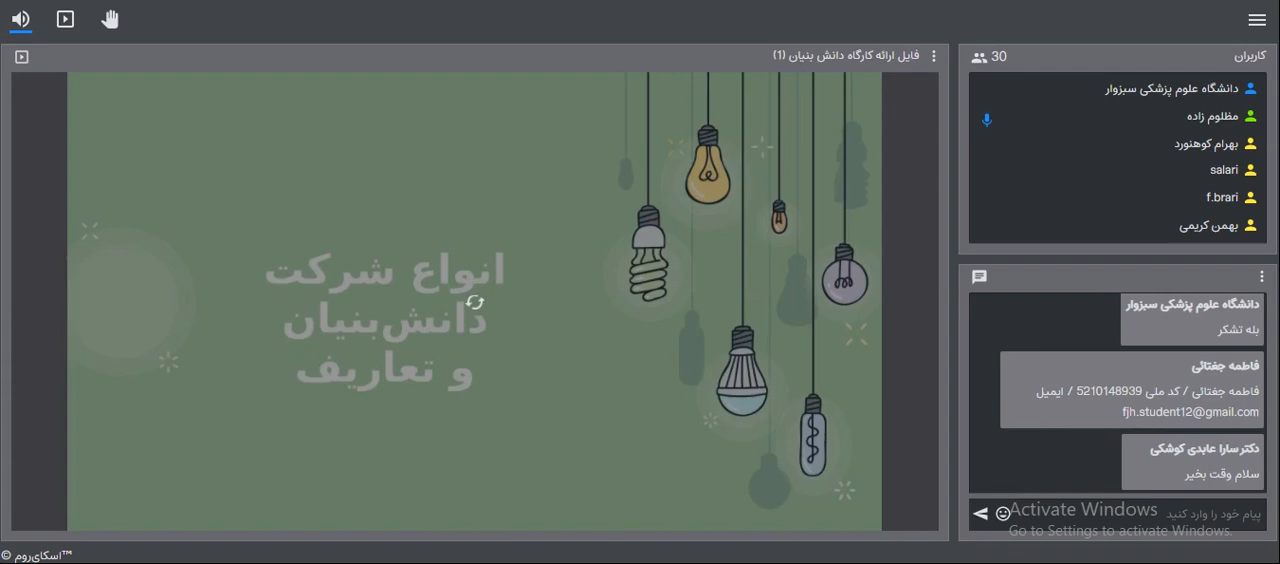 فایل ارائه کارگاه دانش بنیان (1)
انواع شرکت
دانش‌بنیان
و تعاریف
کاربران
30
دانشگاه علوم پزشکی سبزوار
مظلوم زاده
بهرام کوهنورد
salari
f.brari
بهمن کریمی
دانشگاه علوم پزشکی سبزوار
بله تشکر
فاطمه جغتائی
فاطمه جغتائی / کد ملی 5210148939 / ایمیل
fjh.student12@gmail.com
دکتر سارا عابدی کوشکی
سلام وقت بخیر
پیام خود را وارد کنید
Activate Windows
Go to Settings to activate Windows.
© اسکای‌روم™